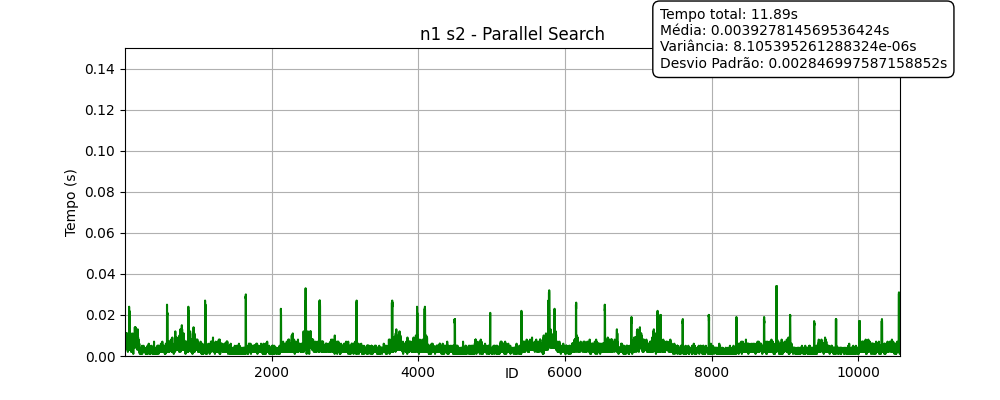 Tempo total: 11.89s
Média: 0.003927814569536424s
Variância: 8.105395261288324e-06s
Desvio Padrão: 0.002846997587158852s
n1 s2 - Parallel Search
0.14
0.12
0.10
0.08
0.06
0.04
0.02
0.00
Tempo (s)
2000 4000 6000 8000 10000
ID